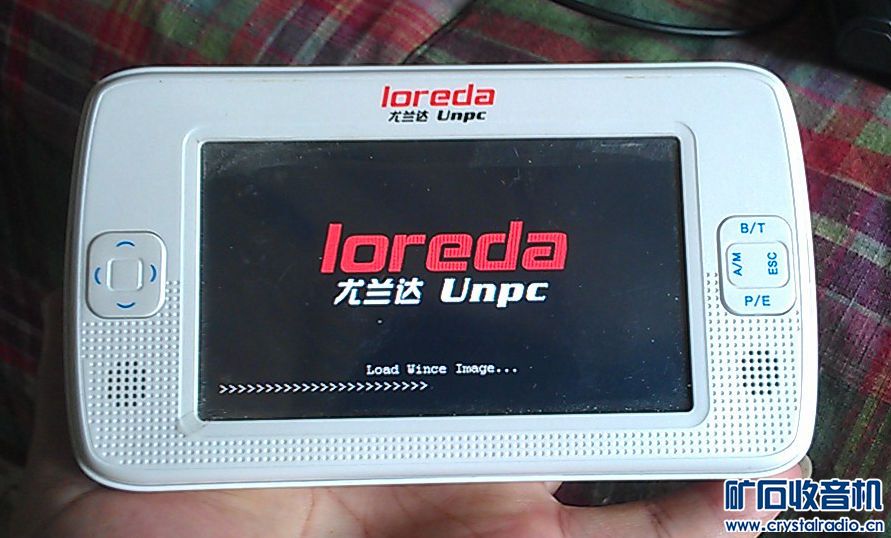 loreda
尤兰达 Unpc
loreda
尤兰达 Unpc
Load Wince Image...
>>>>>>>>>>>>>>>>>>>>>>>
B/T
A/M
ESC
P/E
矿石收音机
www.crystalradio.cn